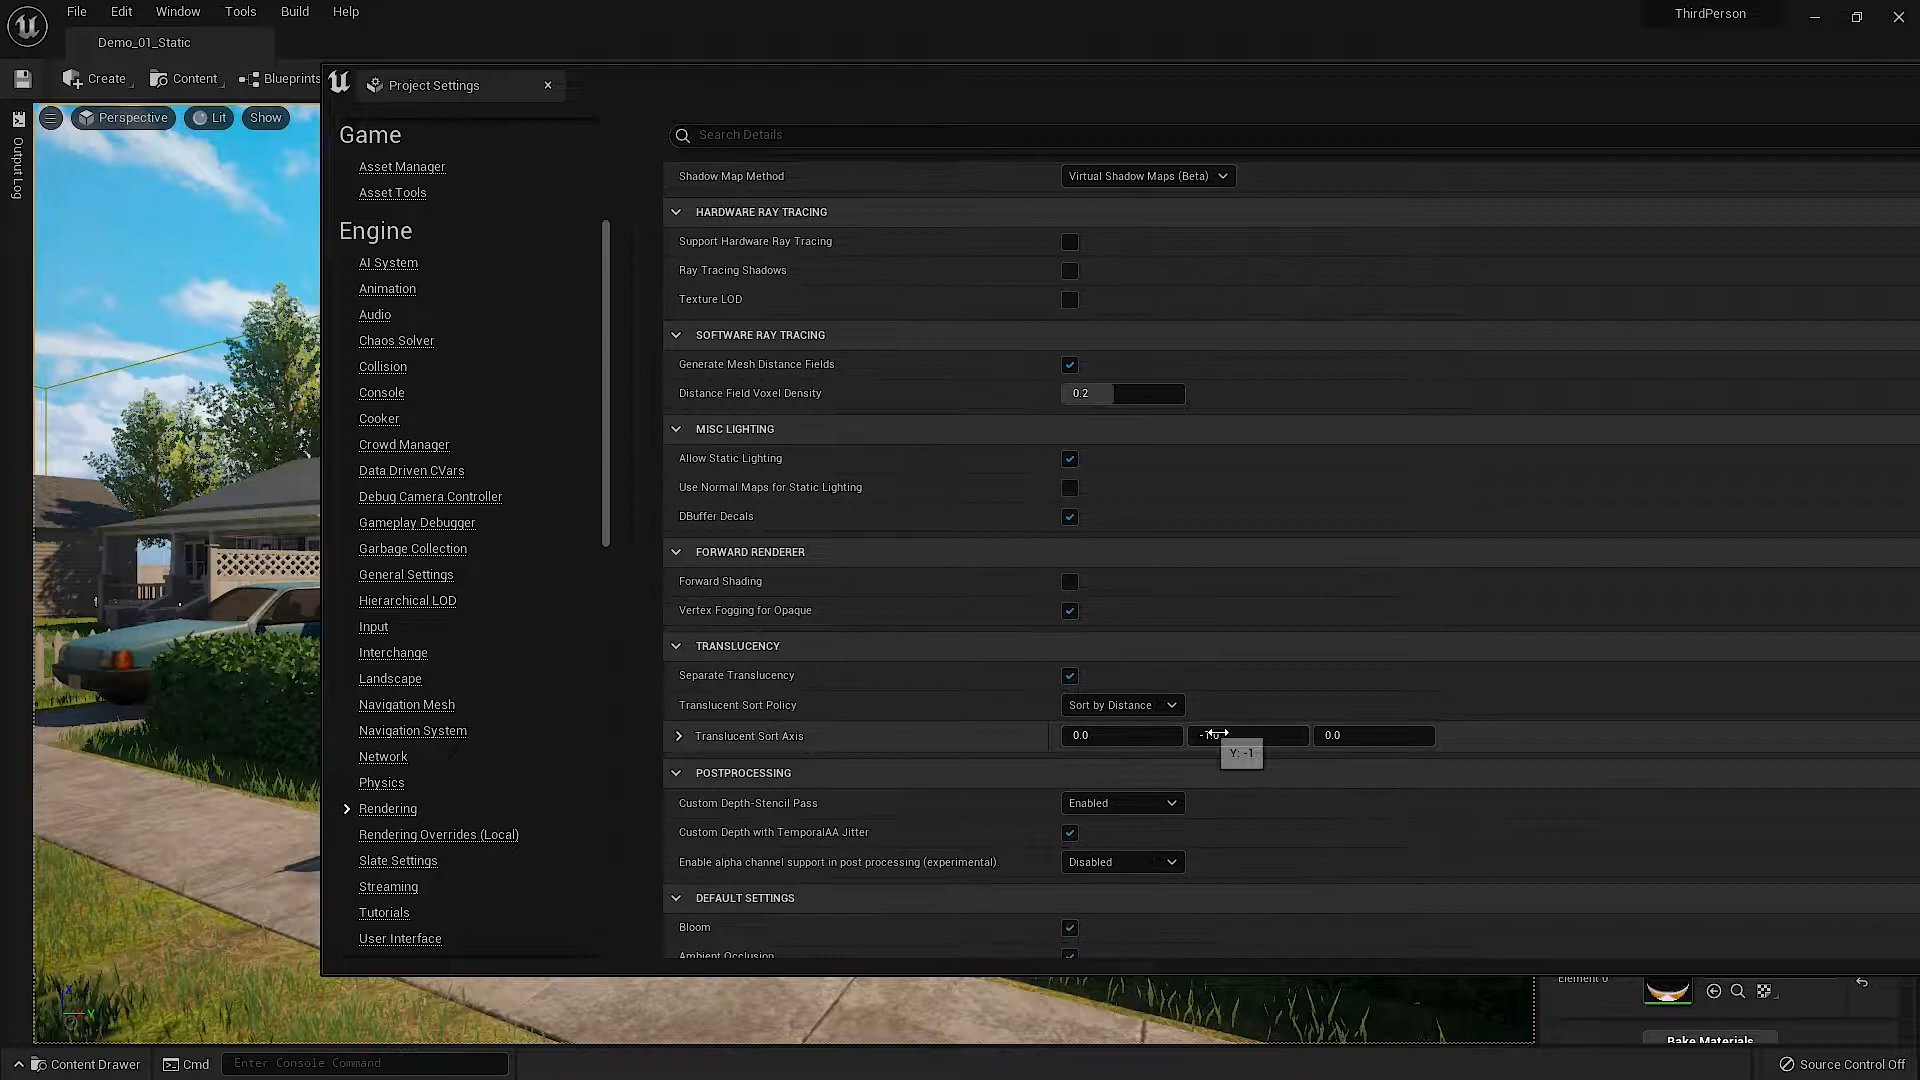 File Edit Window Tools Build Help
ThirdPerson
Demo_01_Static
Create Content Blueprints
Project Settings
Perspective Lit Show
Output Log
Game
Asset Manager
Asset Tools
Engine
AI System
Animation
Audio
Chaos Solver
Collision
Console
Cooker
Crowd Manager
Data Driven CVars
Debug Camera Controller
Gameplay Debugger
Garbage Collection
General Settings
Hierarchical LOD
Input
Interchange
Landscape
Navigation Mesh
Navigation System
Network
Physics
Rendering
Rendering Overrides (Local)
Slate Settings
Streaming
Tutorials
User Interface
Search Details
Shadow Map Method Virtual Shadow Maps (Beta)
HARDWARE RAY TRACING
Support Hardware Ray Tracing
Ray Tracing Shadows
Texture LOD
SOFTWARE RAY TRACING
Generate Mesh Distance Fields
Distance Field Voxel Density 0.2
MISC LIGHTING
Allow Static Lighting
Use Normal Maps for Static Lighting
DBuffer Decals
FORWARD RENDERER
Forward Shading
Vertex Fogging for Opaque
TRANSLUCENCY
Separate Translucency
Translucent Sort Policy Sort by Distance
Translucent Sort Axis 0.0 0.0
Y: -1
POSTPROCESSING
Custom Depth-Stencil Pass Enabled
Custom Depth with TemporalAA Jitter
Enable alpha channel support in post processing (experimental). Disabled
DEFAULT SETTINGS
Bloom
Ambient Occlusion
Element 0
Bake Materials
Content Drawer Cmd Enter Console Command
Source Control Off